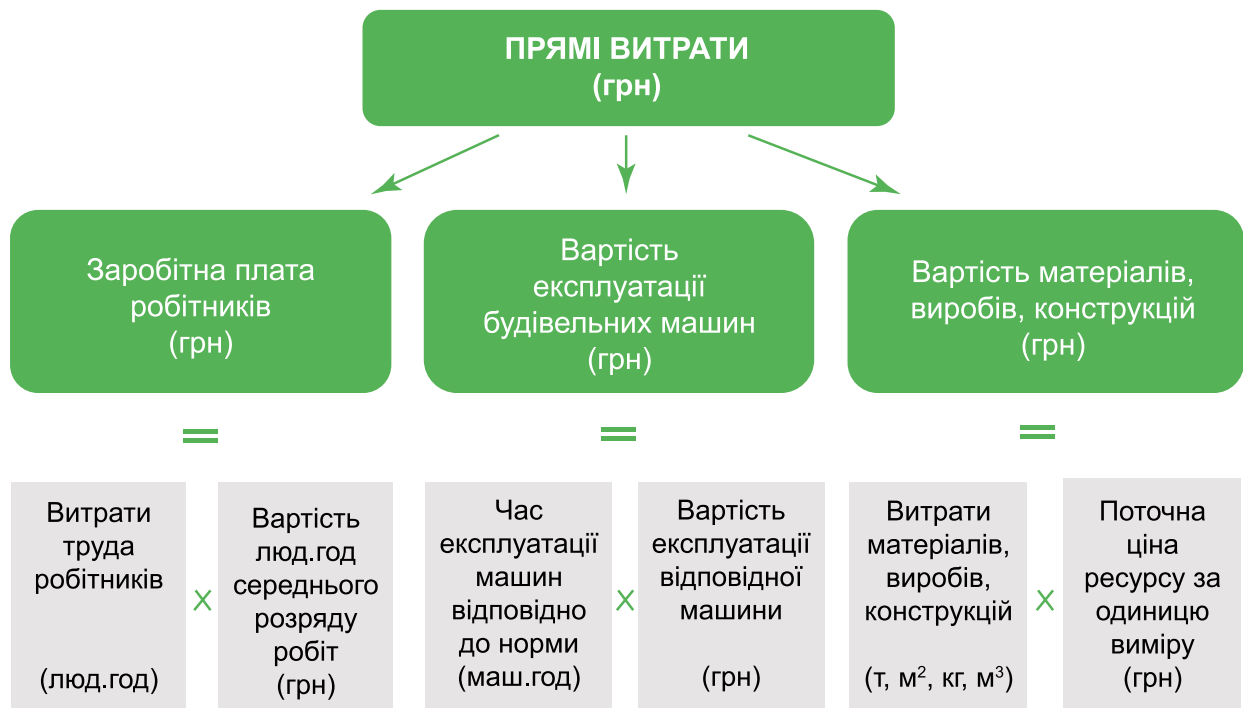 ПРЯМІ ВИТРАТИ
(грн)
Заробітна плата
робітників
(грн)
Вартість
експлуатації
будівельних машин
(грн)
Вартість матеріалів,
виробів, конструкцій
(грн)
=
=
=
Витрати
труда
робітників
(люд.год)
×
Вартість
люд.год
середнього
розряду
робіт
(грн)
Час
експлуатації
машин
відповідно
до норми
(маш.год)
×
Вартість
експлуатації
відповідної
машини
(грн)
Витрати
матеріалів,
виробів,
конструкцій
(т, м², кг, м³)
×
Поточна
ціна
ресурсу за
одиницю
виміру
(грн)